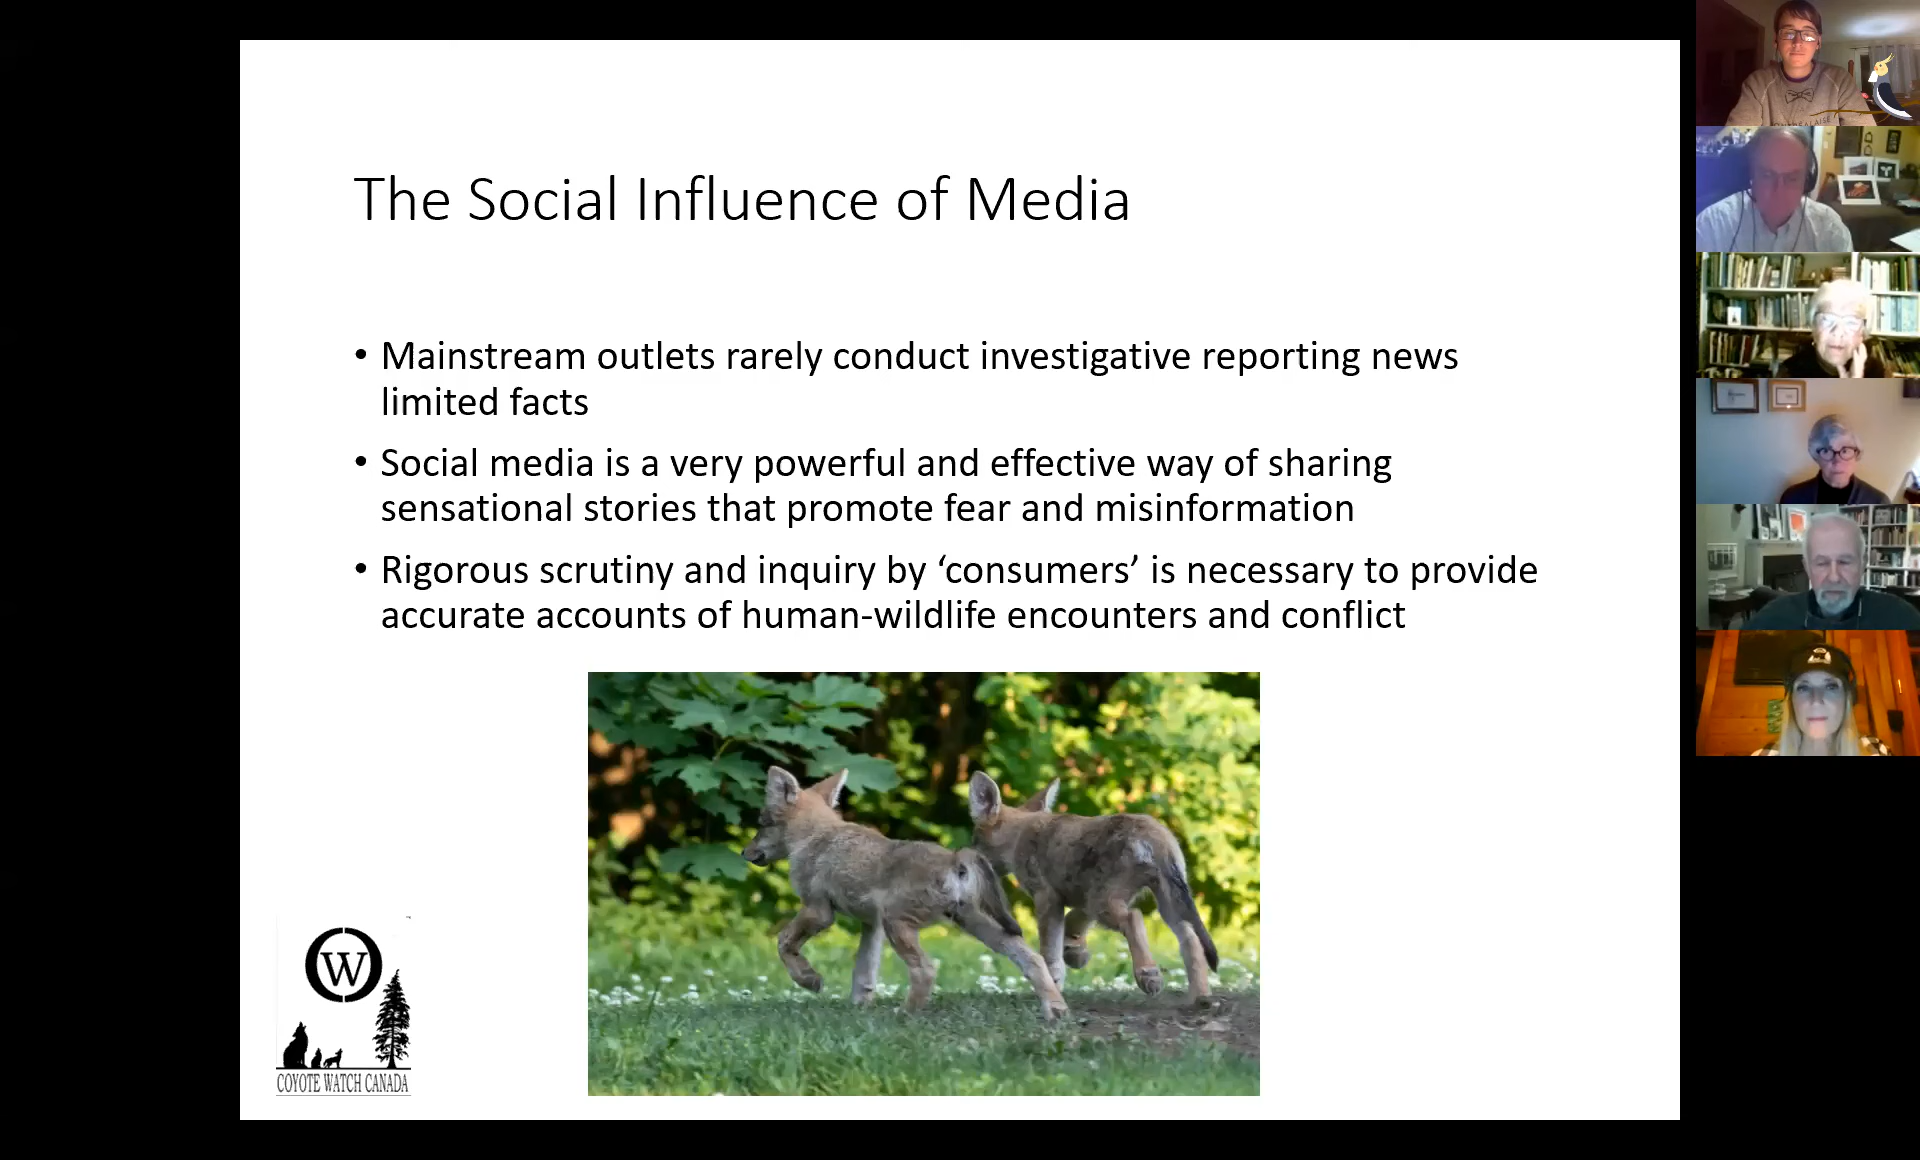 The Social Influence of Media
• Mainstream outlets rarely conduct investigative reporting news
limited facts
• Social media is a very powerful and effective way of sharing
sensational stories that promote fear and misinformation
• Rigorous scrutiny and inquiry by ‘consumers’ is necessary to provide
accurate accounts of human-wildlife encounters and conflict
W
COYOTE WATCH CANADA